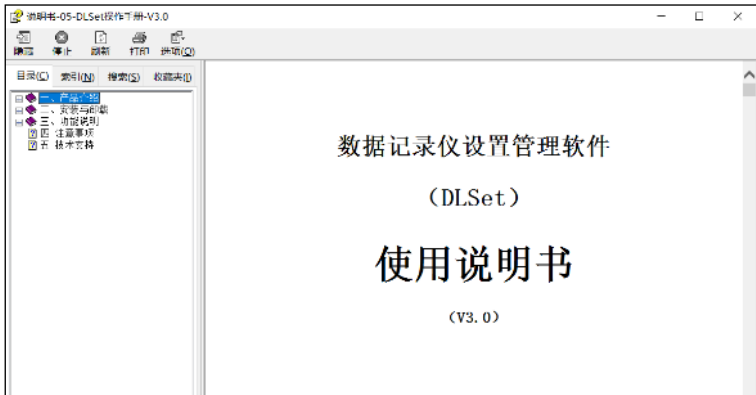 说明书-05-DLSet操作手册-V3.0
隐藏 停止 刷新 打印 选项(O)
目录(C) 索引(N) 搜索(S) 收藏夹(I)
一、产品介绍
二、安装与卸载
三、功能说明
四 注意事项
五 技术支持
数据记录仪设置管理软件
（DLSet）
使用说明书
（V3.0）